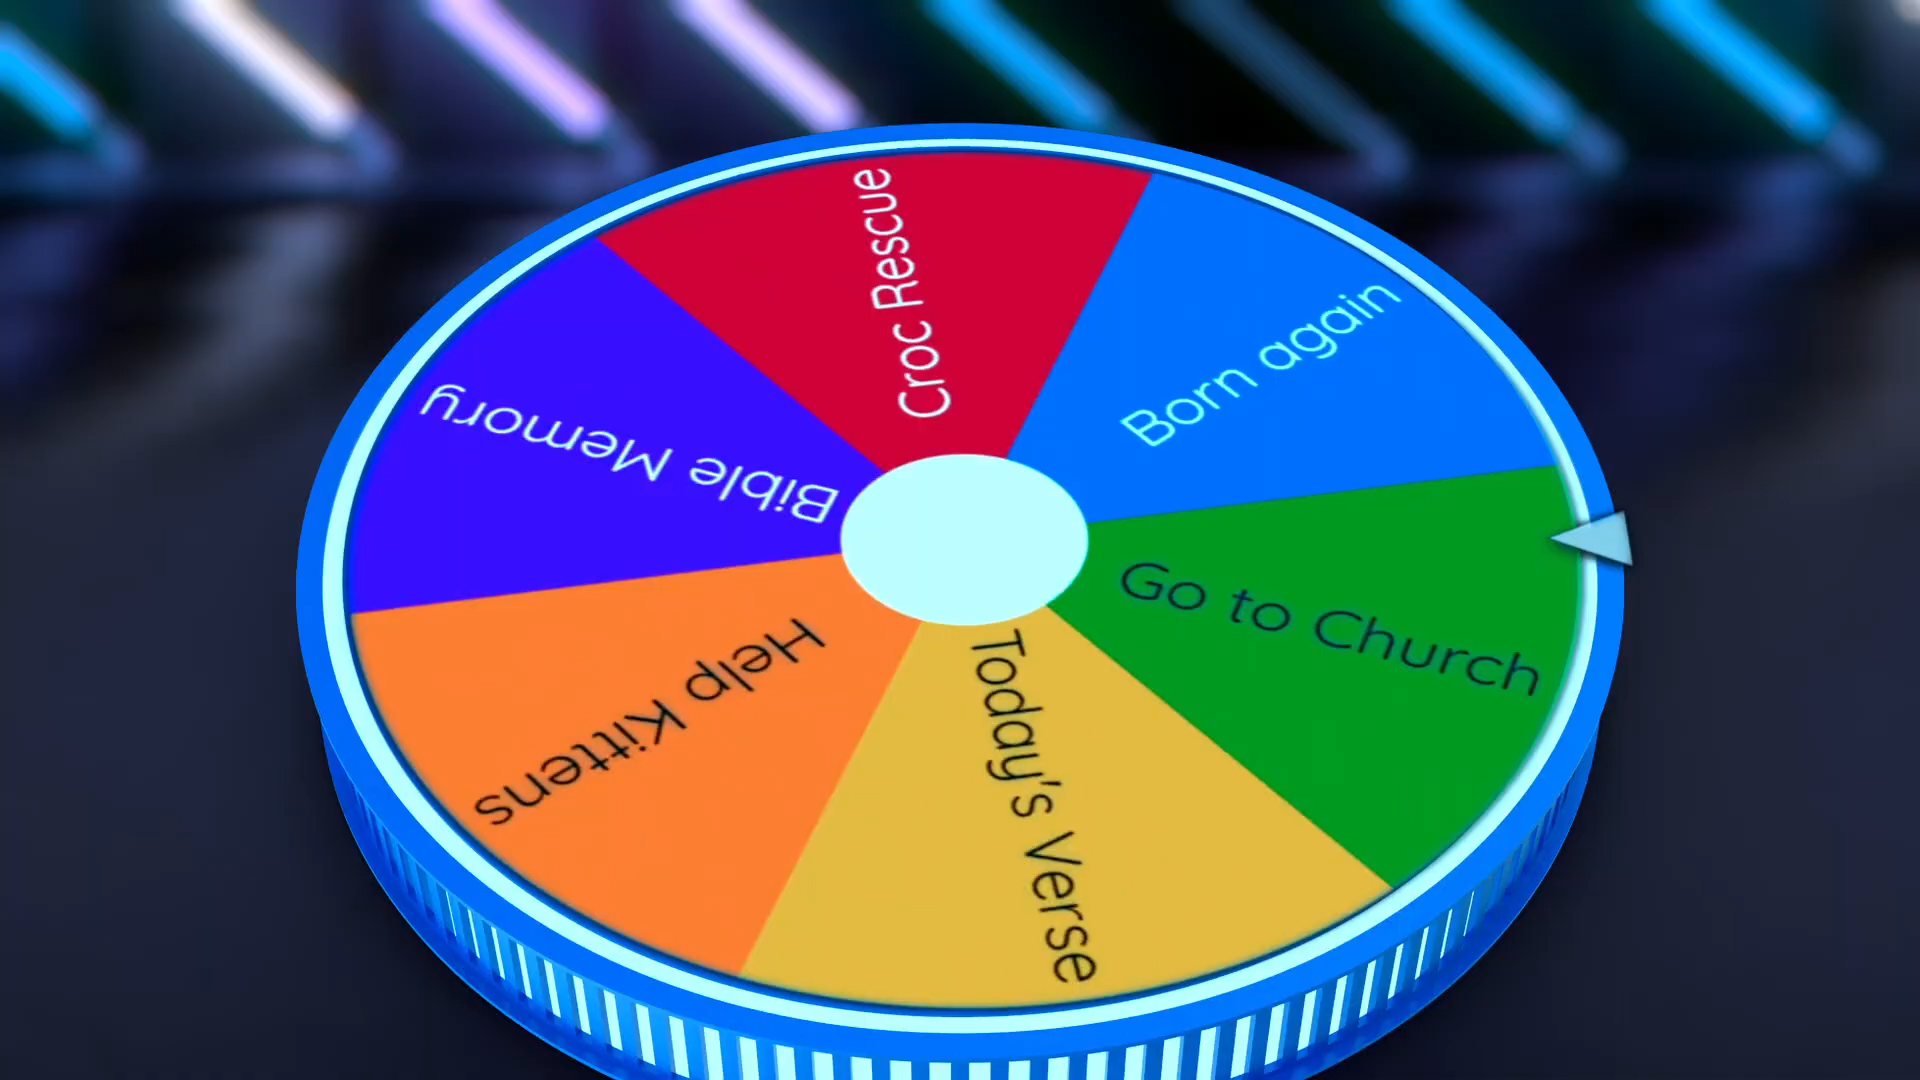 Croc Rescue
Born again
Go to Church
Today's Verse
Help Kittens
Bible Memory